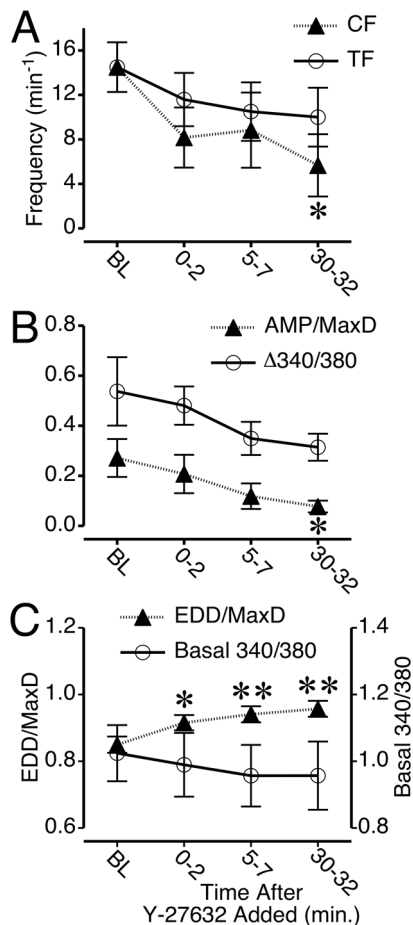 A
CF
TF
Frequency (min-1)
16
12
8
4
0
*
BL
0-2
5-7
30-32
B
AMP/MaxD
Δ340/380
0.8
0.6
0.4
0.2
0.0
*
BL
0-2
5-7
30-32
C
EDD/MaxD
Basal 340/380
EDD/MaxD
1.2
1.0
0.8
0.6
* ** **
1.4
1.2
1.0
0.8
Basal 340/380
BL
0-2
5-7
30-32
Time After
Y-27632 Added (min.)